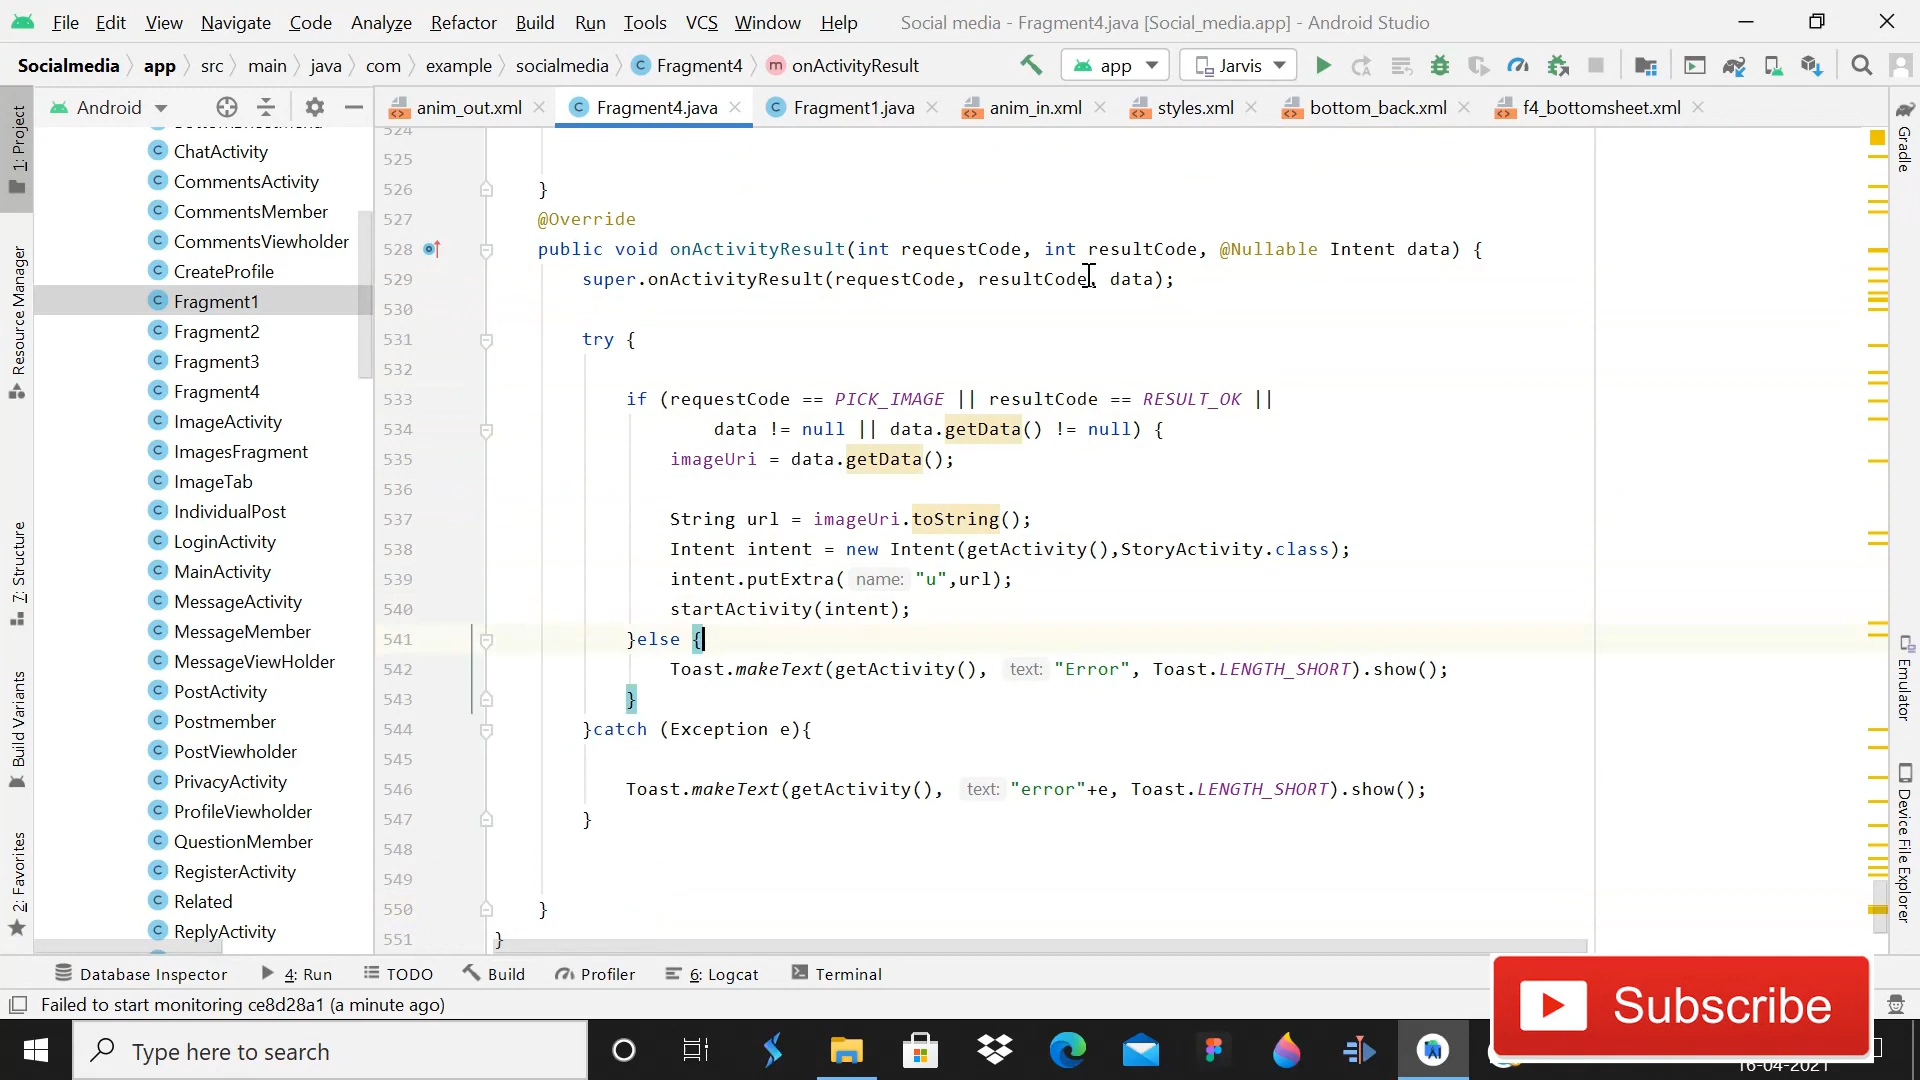 File Edit View Navigate Code Analyze Refactor Build Run Tools VCS Window Help Social media - Fragment4.java [Social_media.app] - Android Studio
Socialmedia app src main java com example socialmedia Fragment4 onActivityResult app Jarvis
Android
anim_out.xml Fragment4.java Fragment1.java anim_in.xml styles.xml bottom_back.xml f4_bottomsheet.xml
1: Project
Resource Manager
7: Structure
Build Variants
2: Favorites
ChatActivity
CommentsActivity
CommentsMember
CommentsViewholder
CreateProfile
Fragment1
Fragment2
Fragment3
Fragment4
ImageActivity
ImagesFragment
ImageTab
IndividualPost
LoginActivity
MainActivity
MessageActivity
MessageMember
MessageViewHolder
PostActivity
Postmember
PostViewholder
PrivacyActivity
ProfileViewholder
QuestionMember
RegisterActivity
Related
ReplyActivity
524
525
526 }
527 @Override
528 public void onActivityResult(int requestCode, int resultCode, @Nullable Intent data) {
529 super.onActivityResult(requestCode, resultCode, data);
530
531 try {
532
533 if (requestCode == PICK_IMAGE || resultCode == RESULT_OK ||
534 data != null || data.getData() != null) {
535 imageUri = data.getData();
536
537 String url = imageUri.toString();
538 Intent intent = new Intent(getActivity(),StoryActivity.class);
539 intent.putExtra( name: "u",url);
540 startActivity(intent);
541 }else {
542 Toast.makeText(getActivity(), text: "Error", Toast.LENGTH_SHORT).show();
543 }
544 }catch (Exception e){
545
546 Toast.makeText(getActivity(), text: "error"+e, Toast.LENGTH_SHORT).show();
547 }
548
549
550 }
551 }
Gradle
Emulator
Device File Explorer
Database Inspector 4: Run TODO Build Profiler 6: Logcat Terminal
Failed to start monitoring ce8d28a1 (a minute ago)
Subscribe
Type here to search
16-04-2021